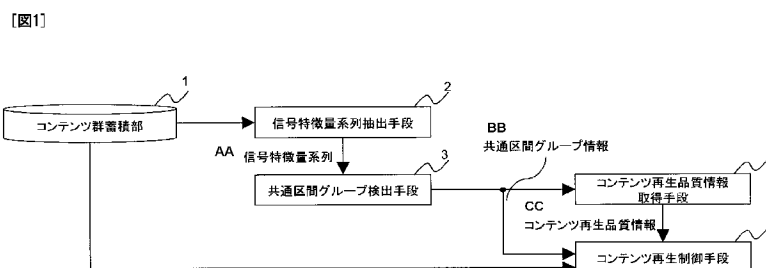 [図1]
1
2
コンテンツ群蓄積部
信号特徴量系列抽出手段
AA 信号特徴量系列
3
BB
共通区間グループ情報
共通区間グループ検出手段
コンテンツ再生品質情報
取得手段
CC
コンテンツ再生品質情報
コンテンツ再生制御手段